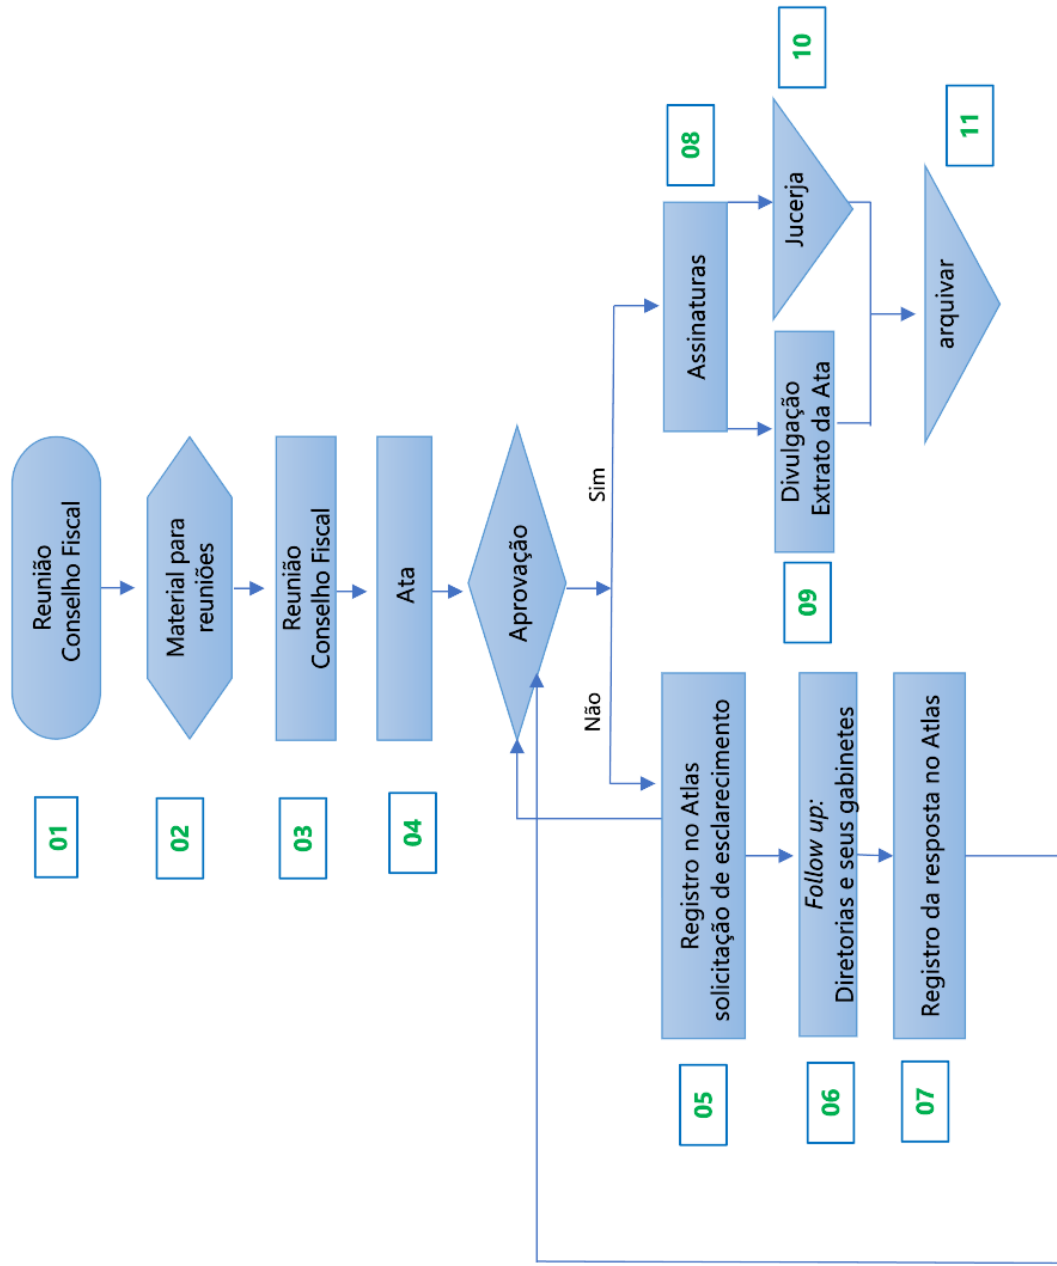 01
Reunião
Conselho Fiscal
02
Material para
reuniões
03
Reunião
Conselho Fiscal
04
Ata
Aprovação
Não
Sim
05
Registro no Atlas
solicitação de esclarecimento
06
Follow up:
Diretorias e seus gabinetes
07
Registro da resposta no Atlas
Assinaturas
08
09
Divulgação
Extrato da Ata
Jucerja
10
arquivar
11